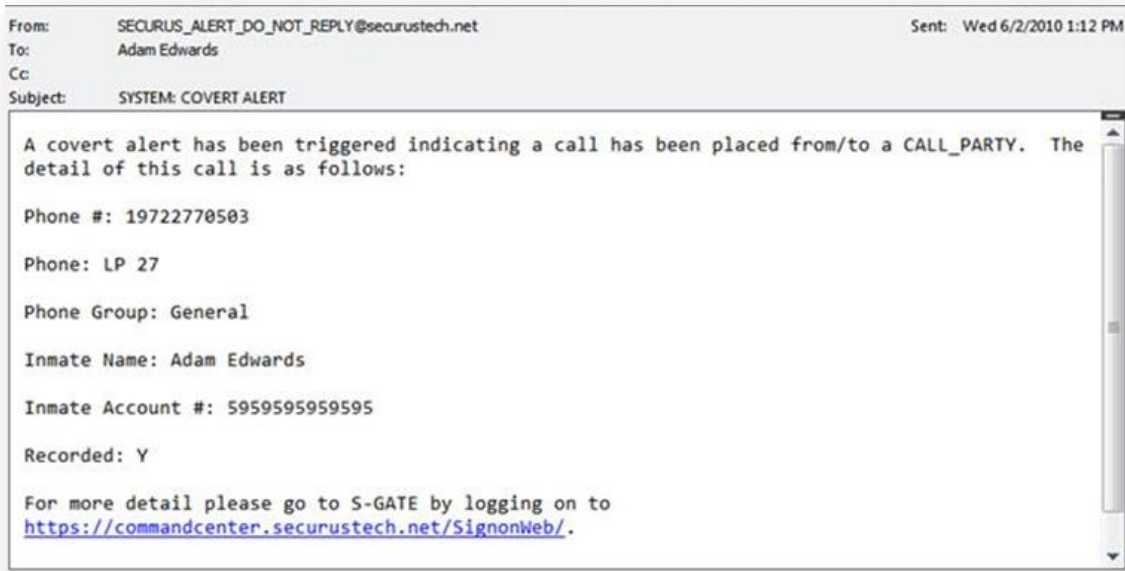 From: SECURUS_ALERT_DO_NOT_REPLY@securustech.net Sent: Wed 6/2/2010 1:12 PM
To: Adam Edwards
Cc:
Subject: SYSTEM: COVERT ALERT
A covert alert has been triggered indicating a call has been placed from/to a CALL_PARTY. The
detail of this call is as follows:
Phone #: 19722770503
Phone: LP 27
Phone Group: General
Inmate Name: Adam Edwards
Inmate Account #: 5959595959595
Recorded: Y
For more detail please go to S-GATE by logging on to
https://commandcenter.securustech.net/SignonWeb/.